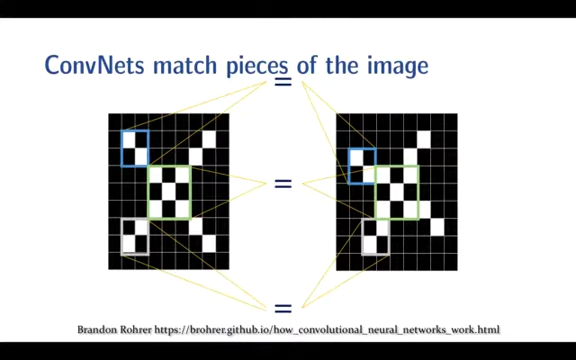 ConvNets match pieces of the image
=
=
=
Brandon Rohrer https://brohrer.github.io/how_convolutional_neural_networks_work.html